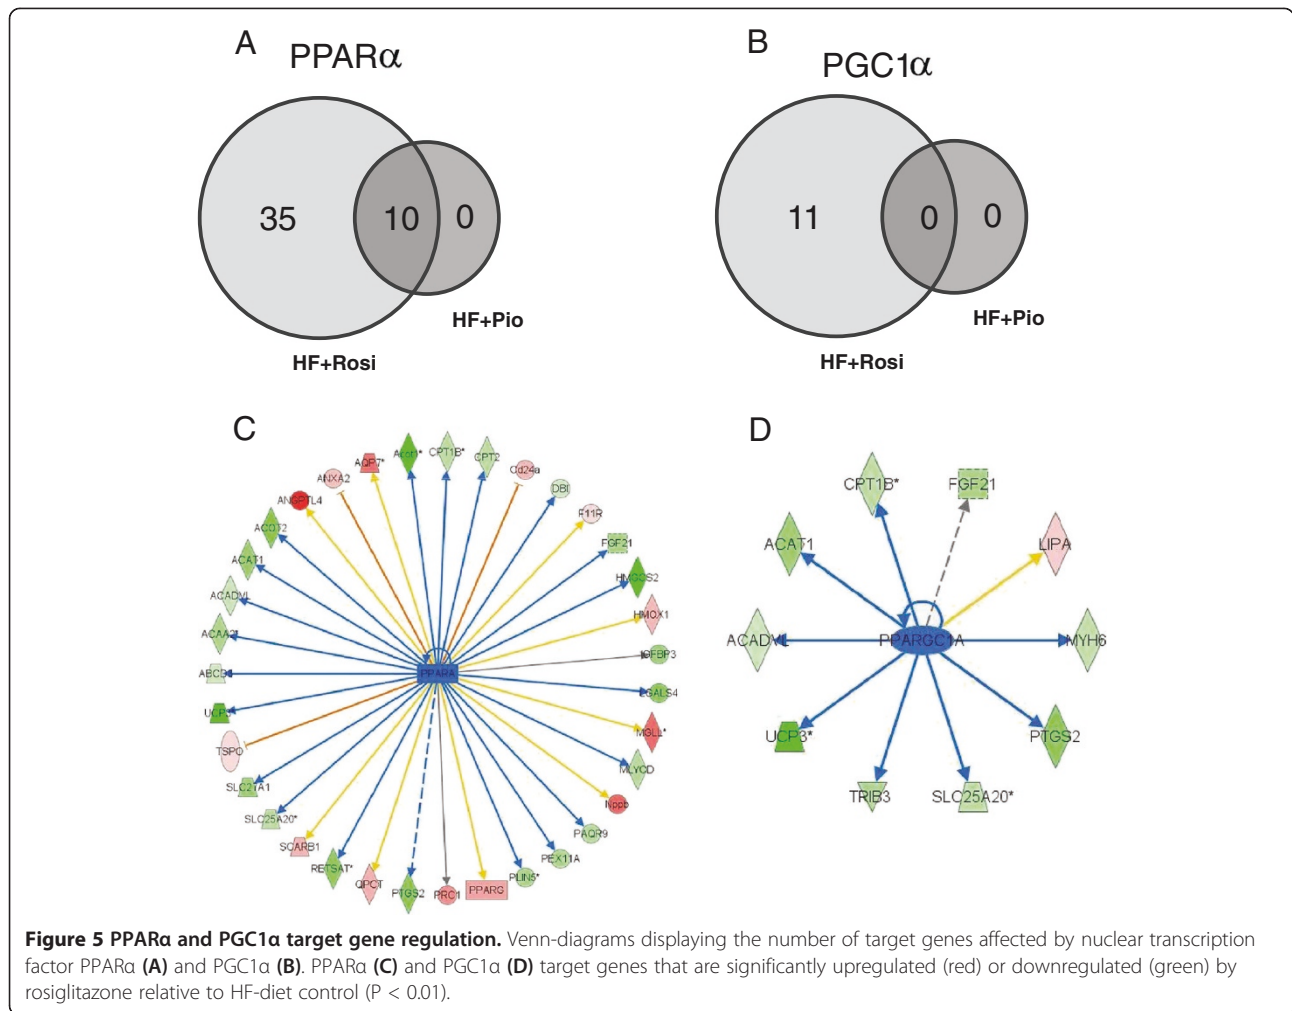 A
PPARα
35
10
0
HF+Pio
HF+Rosi
B
PGC1α
11
0
0
HF+Pio
HF+Rosi
C
CPT1B*
CPT2
Cd24a
DBI
F11R
FGF21
HMGCS2
HMOX1
IGFBP3
LGALS4
MGLL*
MLYCD
Nppb
PAQR9
PEX11A
PLIN5*
PPARG
PRC1
PTGS2
QPCT
RETSAT*
SCARB1
SLC25A20*
SLC27A1
TSPO
UCP3*
ACAA2
ACADVL
ACAT1
ACOT2
ANGPTL4
ANXA2
AQP7*
Acot1*
PPARA
D
CPT1B*
FGF21
LIPA
ACAT1
ACADVL
PPARGC1A
MYH6
UCP3*
PTGS2
TRIB3
SLC25A20*
Figure 5 PPARα and PGC1α target gene regulation. Venn-diagrams displaying the number of target genes affected by nuclear transcription
factor PPARα (A) and PGC1α (B). PPARα (C) and PGC1α (D) target genes that are significantly upregulated (red) or downregulated (green) by
rosiglitazone relative to HF-diet control (P < 0.01).